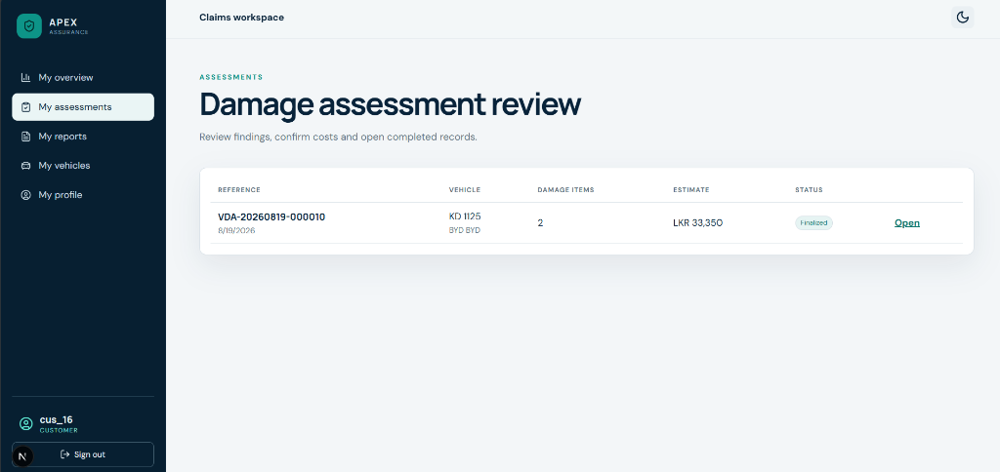 APEX
ASSURANCE
My overview
My assessments
My reports
My vehicles
My profile
cus_16
CUSTOMER
N
Sign out
Claims workspace
ASSESSMENTS
Damage assessment review
Review findings, confirm costs and open completed records.
REFERENCE VEHICLE DAMAGE ITEMS ESTIMATE STATUS
VDA-20260819-000010 KD 1125 2 LKR 33,350 Finalized Open
8/19/2026 BYD BYD